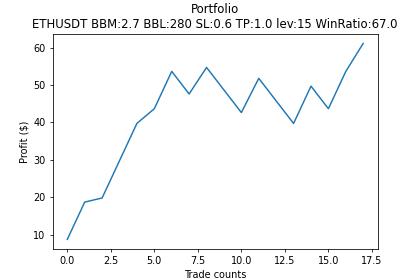 Portfolio
ETHUSDT BBM:2.7 BBL:280 SL:0.6 TP:1.0 lev:15 WinRatio:67.0
60
50
40
30
20
10
Profit ($)
0.0 2.5 5.0 7.5 10.0 12.5 15.0 17.5
Trade counts